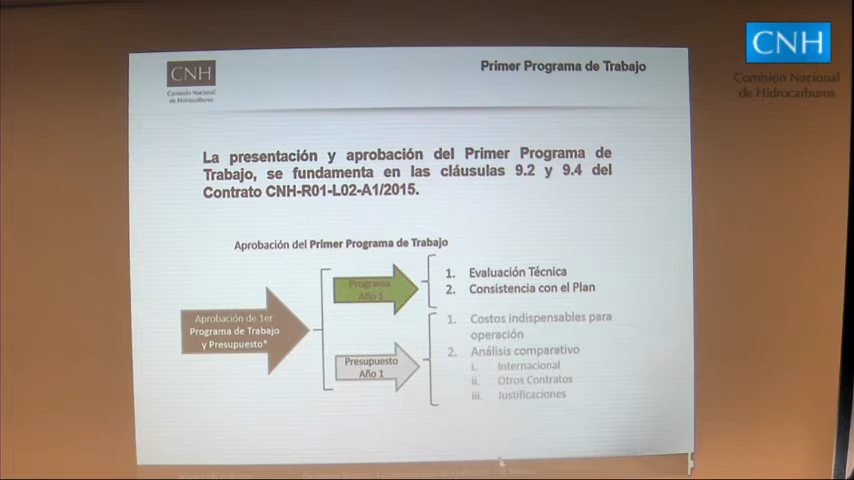 CNH
Comisión Nacional
de Hidrocarburos
CNH
Comisión Nacional
de Hidrocarburos
Primer Programa de Trabajo
La presentación y aprobación del Primer Programa de
Trabajo, se fundamenta en las cláusulas 9.2 y 9.4 del
Contrato CNH-R01-L02-A1/2015.
Aprobación del Primer Programa de Trabajo
Aprobación de 1er
Programa de Trabajo
y Presupuesto*
Programa
Año 1
1. Evaluación Técnica
2. Consistencia con el Plan
Presupuesto
Año 1
1. Costos indispensables para
operación
2. Análisis comparativo
i. Internacional
ii. Otros Contratos
iii. Justificaciones